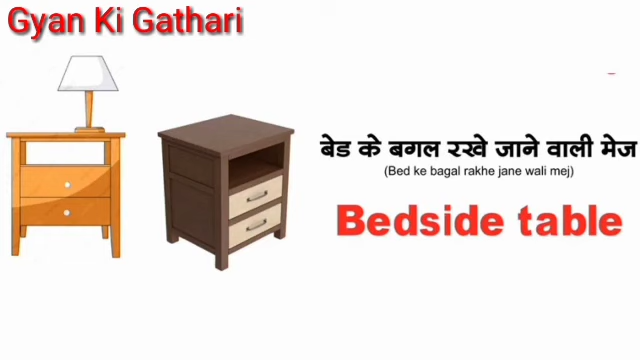 Gyan Ki Gathari
बेड के बगल रखे जाने वाली मेज
(Bed ke bagal rakhe jane wali mej)
Bedside table